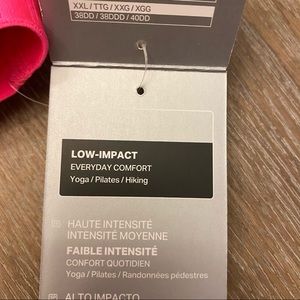 XXL / TTG / XXG / XGG
38DD / 38DDD / 40DD
LOW-IMPACT
EVERYDAY COMFORT
Yoga / Pilates / Hiking
HAUTE INTENSITÉ
INTENSITÉ MOYENNE
FAIBLE INTENSITÉ
CONFORT QUOTIDIEN
Yoga / Pilates / Randonnées pédestres
ALTO IMPACTO